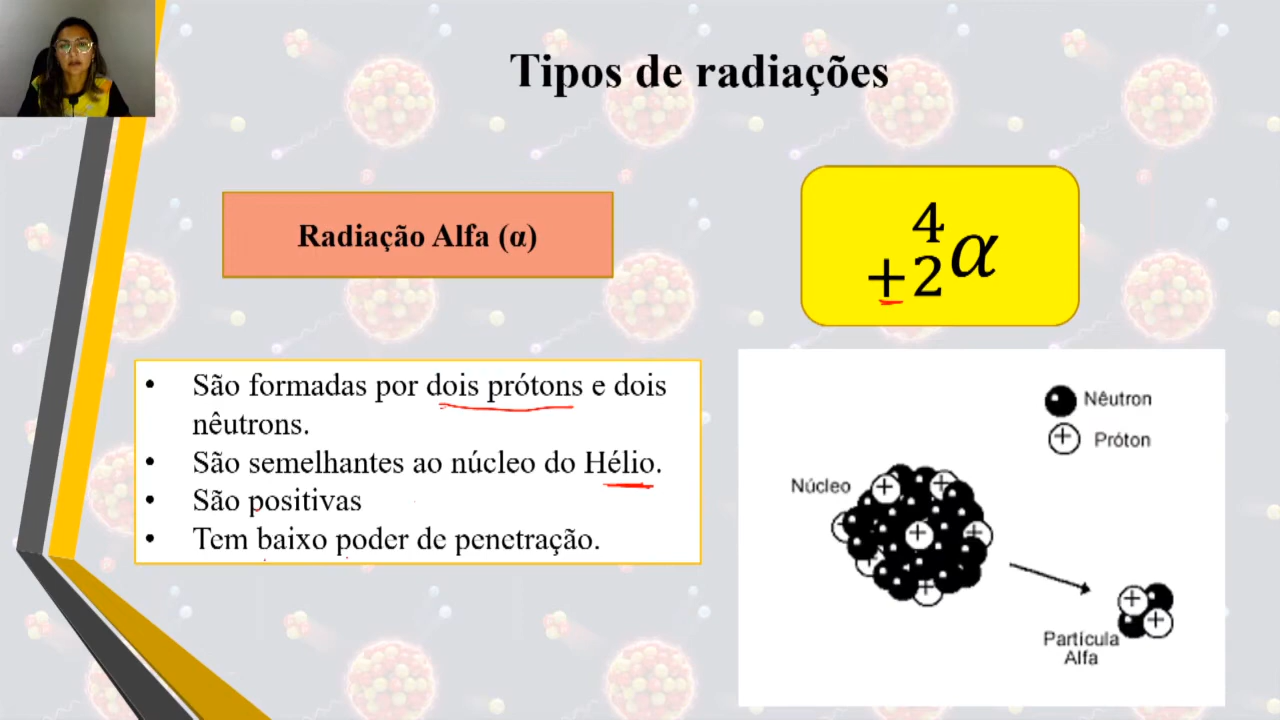 Tipos de radiações
Radiação Alfa (α)
4
+2 α
• São formadas por dois prótons e dois
nêutrons.
• São semelhantes ao núcleo do Hélio.
• São positivas
• Tem baixo poder de penetração.
Nêutron
+ Próton
Núcleo
Partícula
Alfa